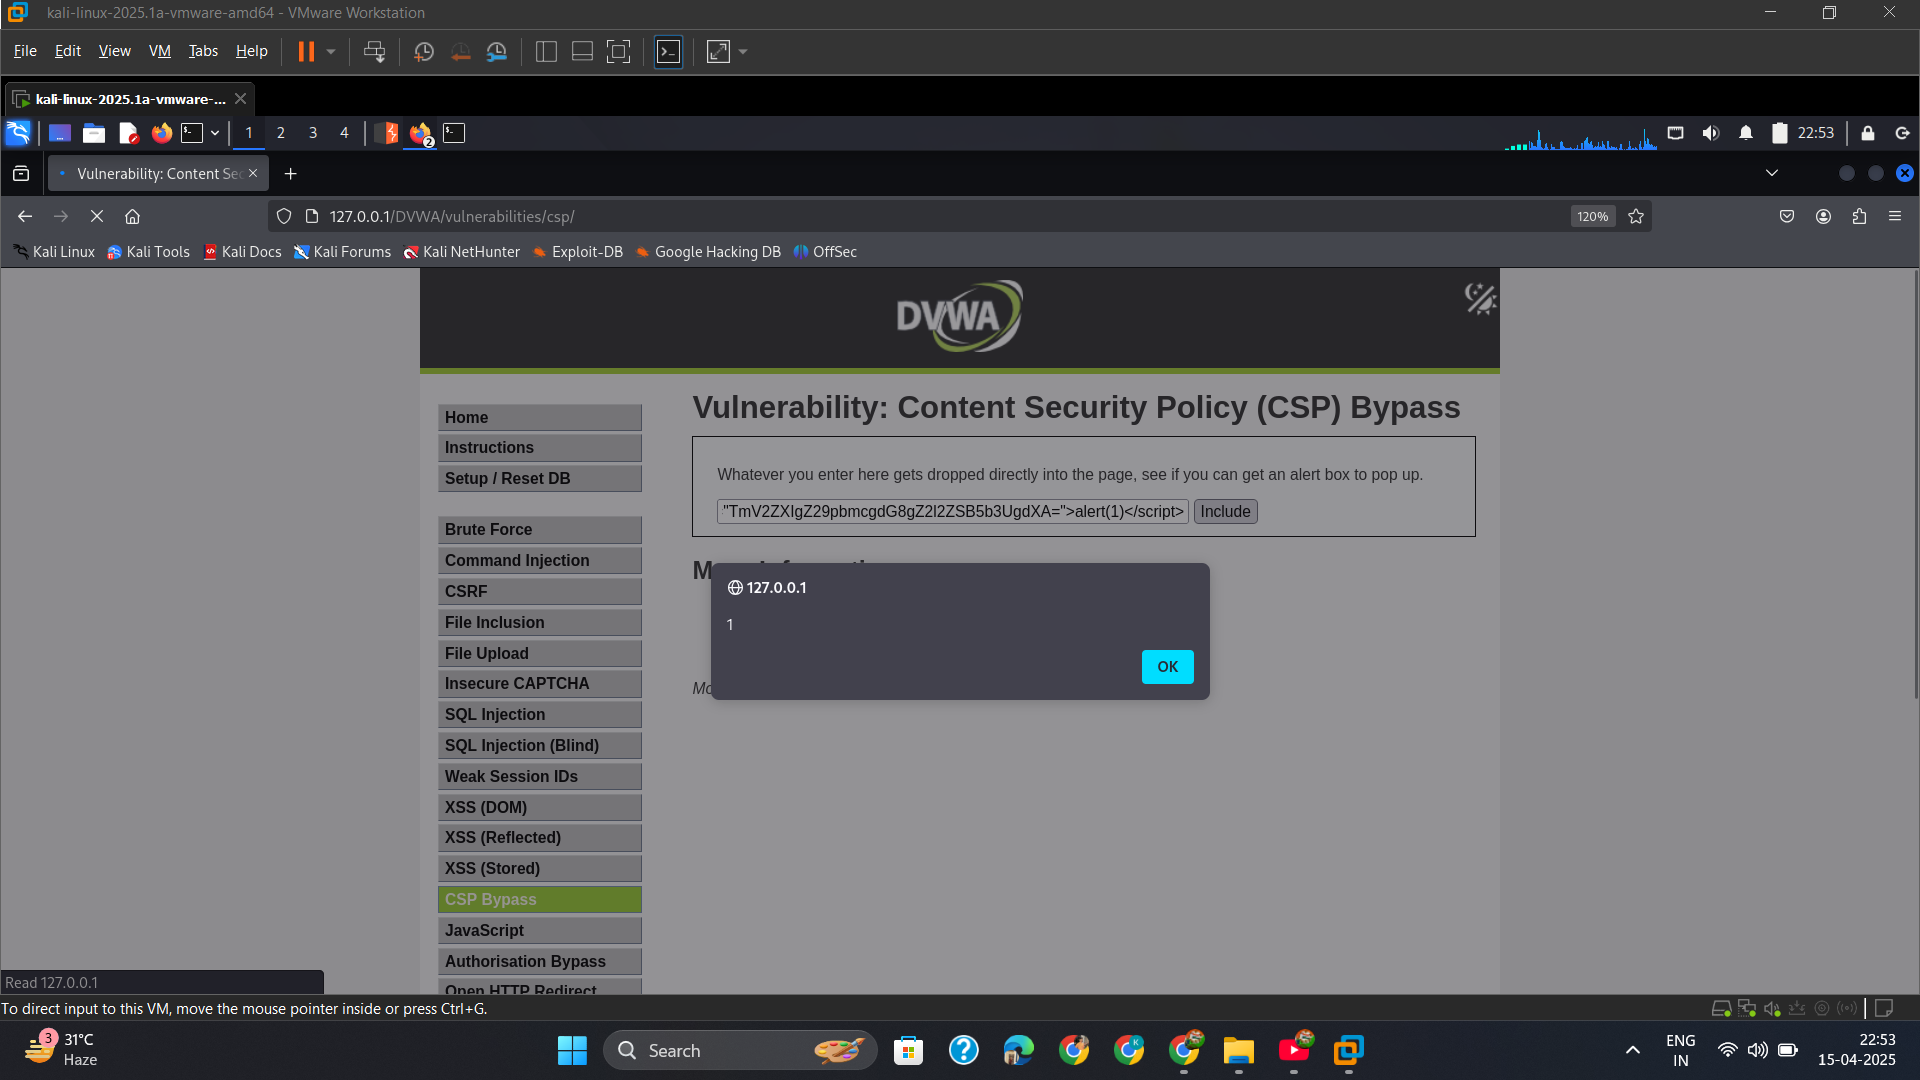 kali-linux-2025.1a-vmware-amd64 - VMware Workstation
File Edit View VM Tabs Help
kali-linux-2025.1a-vmware-...
1 2 3 4
2
22:53
Vulnerability: Content Sec
127.0.0.1/DVWA/vulnerabilities/csp/
120%
Kali Linux Kali Tools Kali Docs Kali Forums Kali NetHunter Exploit-DB Google Hacking DB OffSec
DVWA
Home
Instructions
Setup / Reset DB
Brute Force
Command Injection
CSRF
File Inclusion
File Upload
Insecure CAPTCHA
SQL Injection
SQL Injection (Blind)
Weak Session IDs
XSS (DOM)
XSS (Reflected)
XSS (Stored)
CSP Bypass
JavaScript
Authorisation Bypass
Open HTTP Redirect
Vulnerability: Content Security Policy (CSP) Bypass
Whatever you enter here gets dropped directly into the page, see if you can get an alert box to pop up.
"TmV2ZXIgZ29pbmcgdG8gZ2l2ZSB5b3UgdXA=">alert(1)</script> Include
127.0.0.1
1
OK
Read 127.0.0.1
To direct input to this VM, move the mouse pointer inside or press Ctrl+G.
3
31°C
Haze
Search
ENG
IN
22:53
15-04-2025